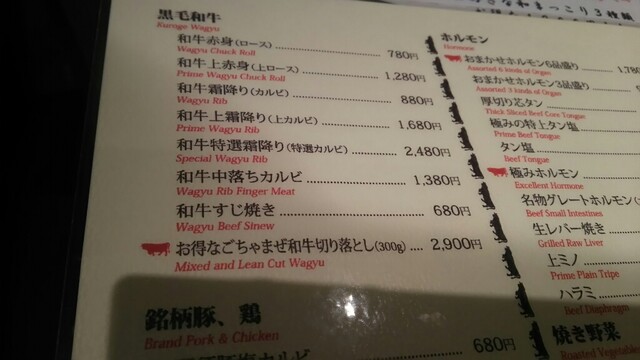 黒毛和牛
Kuroge Wagyu
和牛赤身(ロース) 780円
Wagyu Chuck Roll
和牛上赤身(上ロース) 1,280円
Prime Wagyu Chuck Roll
和牛霜降り(カルビ) 880円
Wagyu Rib
和牛上霜降り(上カルビ) 1,680円
Prime Wagyu Rib
和牛特選霜降り(特選カルビ) 2,480円
Special Wagyu Rib
和牛中落ちカルビ 1,380円
Wagyu Rib Finger Meat
和牛すじ焼き 680円
Wagyu Beef Sinew
お得なごちゃまぜ和牛切り落とし(300g) 2,900円
Mixed and Lean Cut Wagyu
銘柄豚、鶏
Brand Pork & Chicken
680円
ホルモン
Hormone
おまかせホルモン6品盛り
Assorted 6 kinds of Organ
おまかせホルモン3品盛り
Assorted 3 kinds of Organ
厚切り芯タン
Thick Sliced Beef Core Tongue
極みの特上タン塩
Prime Beef Tongue
タン塩
Beef Tongue
極みホルモン
Excellent Hormone
名物グレートホルモン
Beef Small Intestines
生レバー焼き
Grilled Raw Liver
上ミノ
Prime Plain Tripe
ハラミ
Beef Diaphragm
焼き野菜
Roasted Vegetable